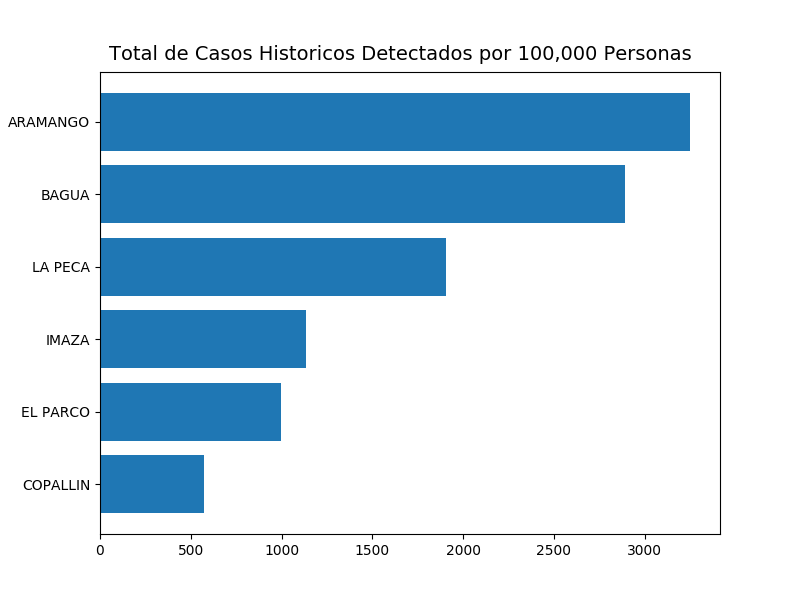 Total de Casos Historicos Detectados por 100,000 Personas
ARAMANGO
BAGUA
LA PECA
IMAZA
EL PARCO
COPALLIN
0 500 1000 1500 2000 2500 3000